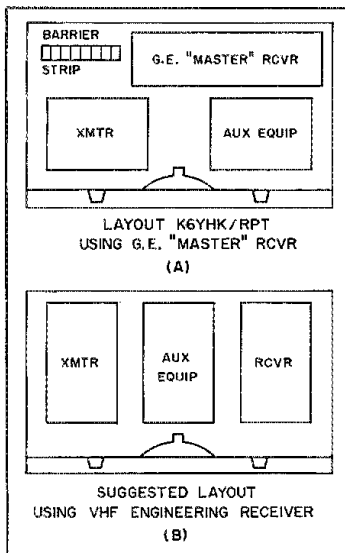 BARRIER
STRIP
G.E. "MASTER" RCVR
XMTR
AUX EQUIP
LAYOUT K6YHK/RPT
USING G.E. "MASTER" RCVR
(A)
XMTR
AUX
EQUIP
RCVR
SUGGESTED LAYOUT
USING VHF ENGINEERING RECEIVER
(B)